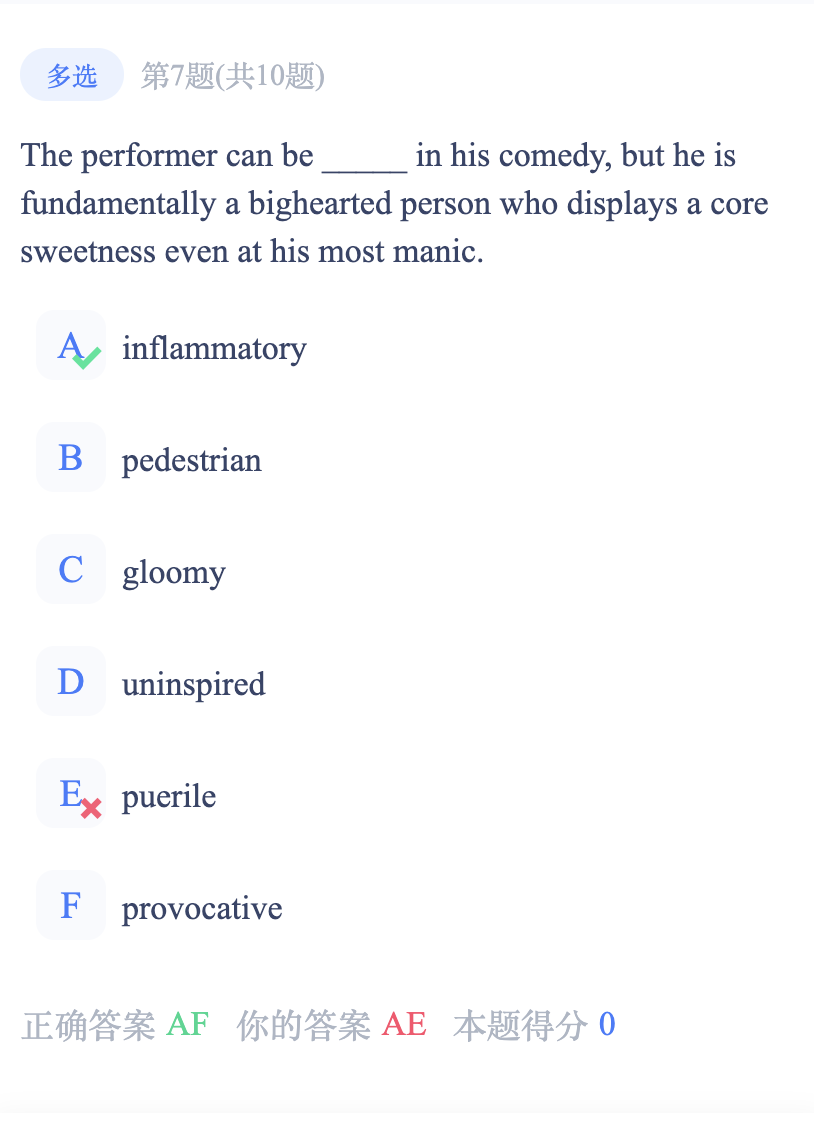 多选 第7题(共10题)
The performer can be _____ in his comedy, but he is
fundamentally a bighearted person who displays a core
sweetness even at his most manic.
A inflammatory
B pedestrian
C gloomy
D uninspired
E puerile
F provocative
正确答案 AF 你的答案 AE 本题得分 0